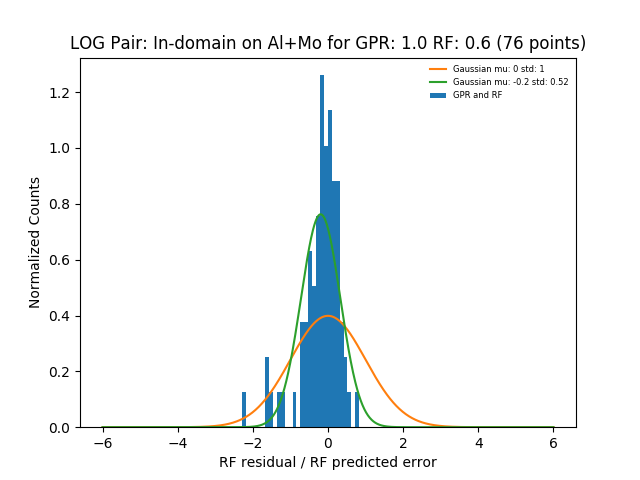 LOG Pair: In-domain on Al+Mo for GPR: 1.0 RF: 0.6 (76 points)
Gaussian mu: 0 std: 1
Gaussian mu: -0.2 std: 0.52
GPR and RF
Normalized Counts
1.2
1.0
0.8
0.6
0.4
0.2
0.0
−6 −4 −2 0 2 4 6
RF residual / RF predicted error